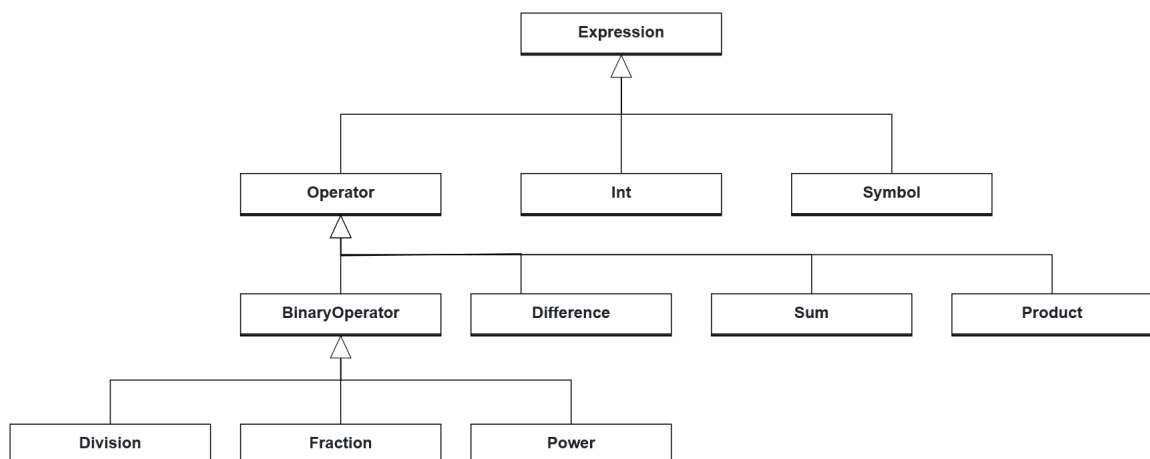 Expression
Operator
Int
Symbol
BinaryOperator
Difference
Sum
Product
Division
Fraction
Power